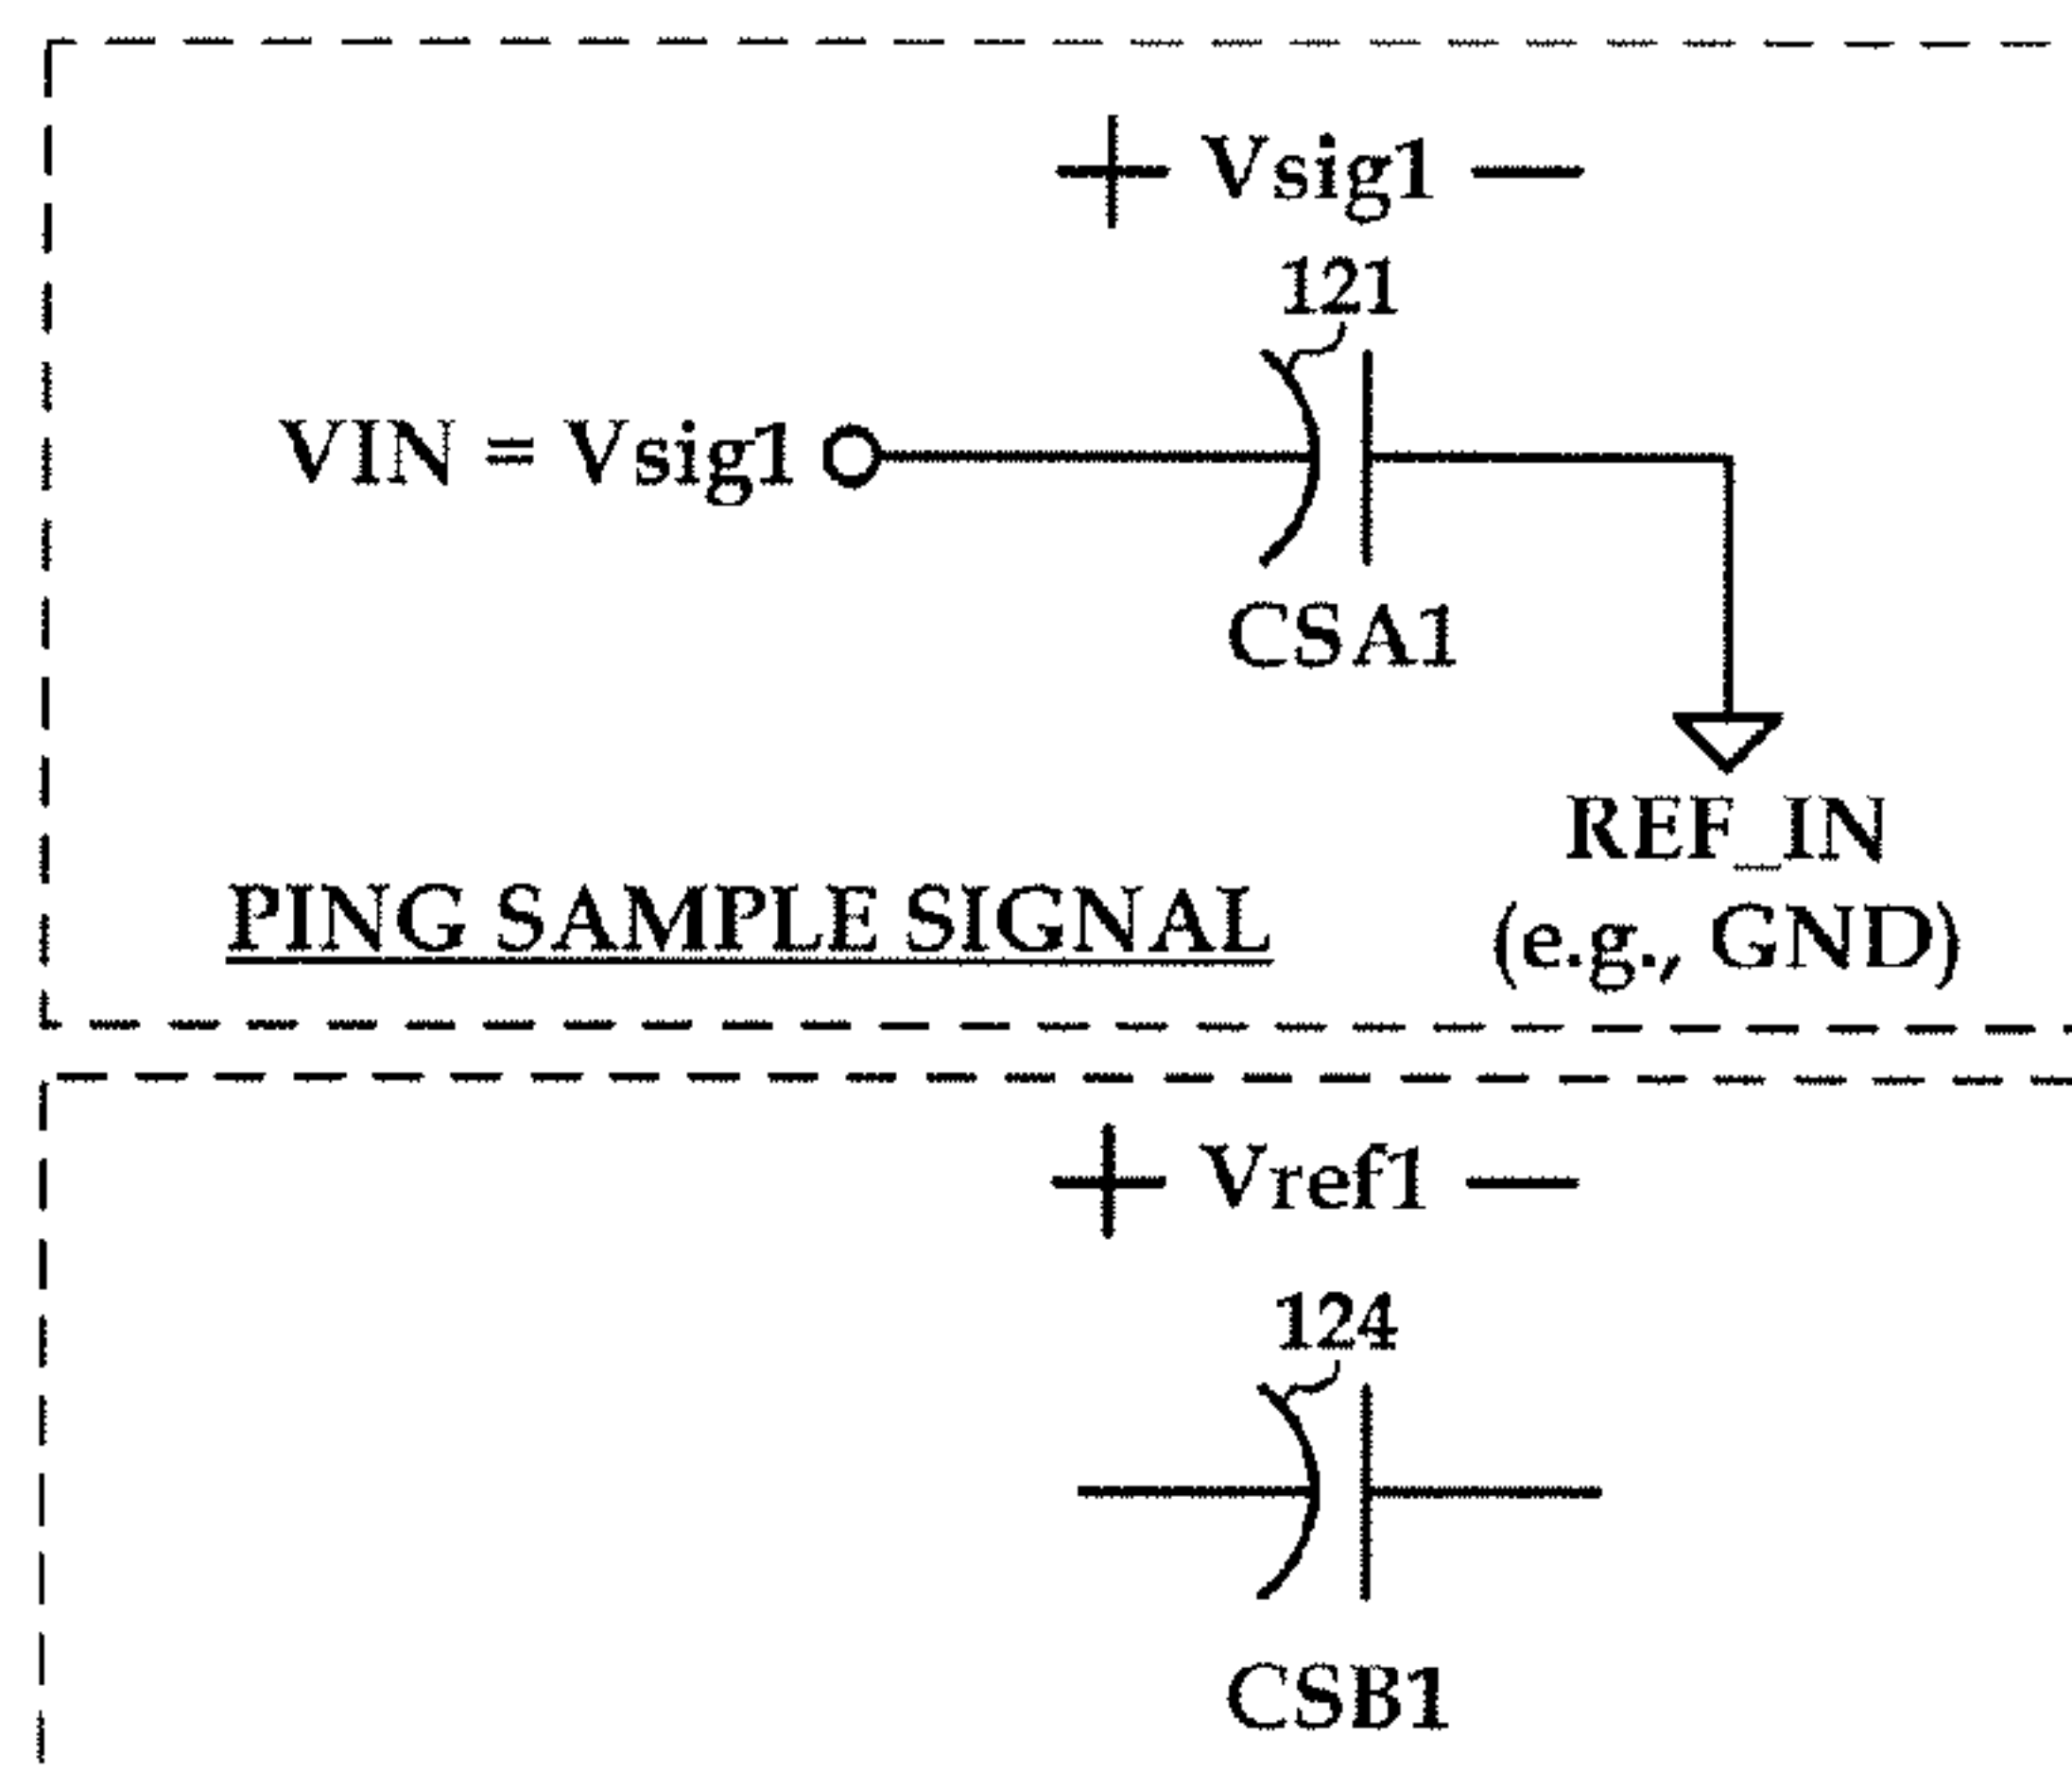 + Vsig1 —
121
VIN = Vsig1
CSA1
REF_IN
(e.g., GND)
PING SAMPLE SIGNAL
+ Vref1 —
124
CSB1